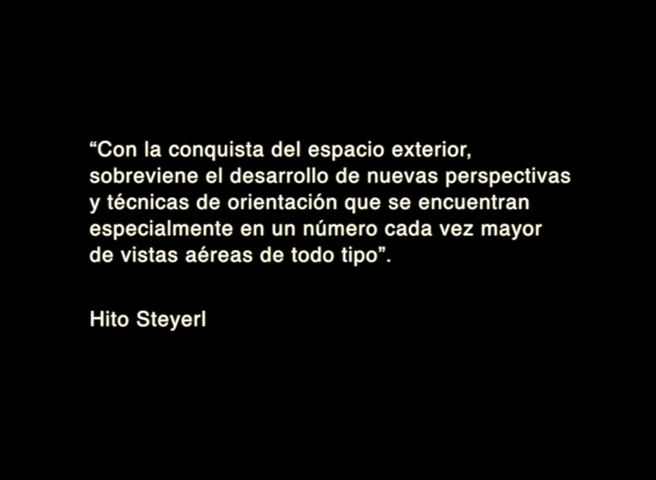 “Con la conquista del espacio exterior,
sobreviene el desarrollo de nuevas perspectivas
y técnicas de orientación que se encuentran
especialmente en un número cada vez mayor
de vistas aéreas de todo tipo”.
Hito Steyerl